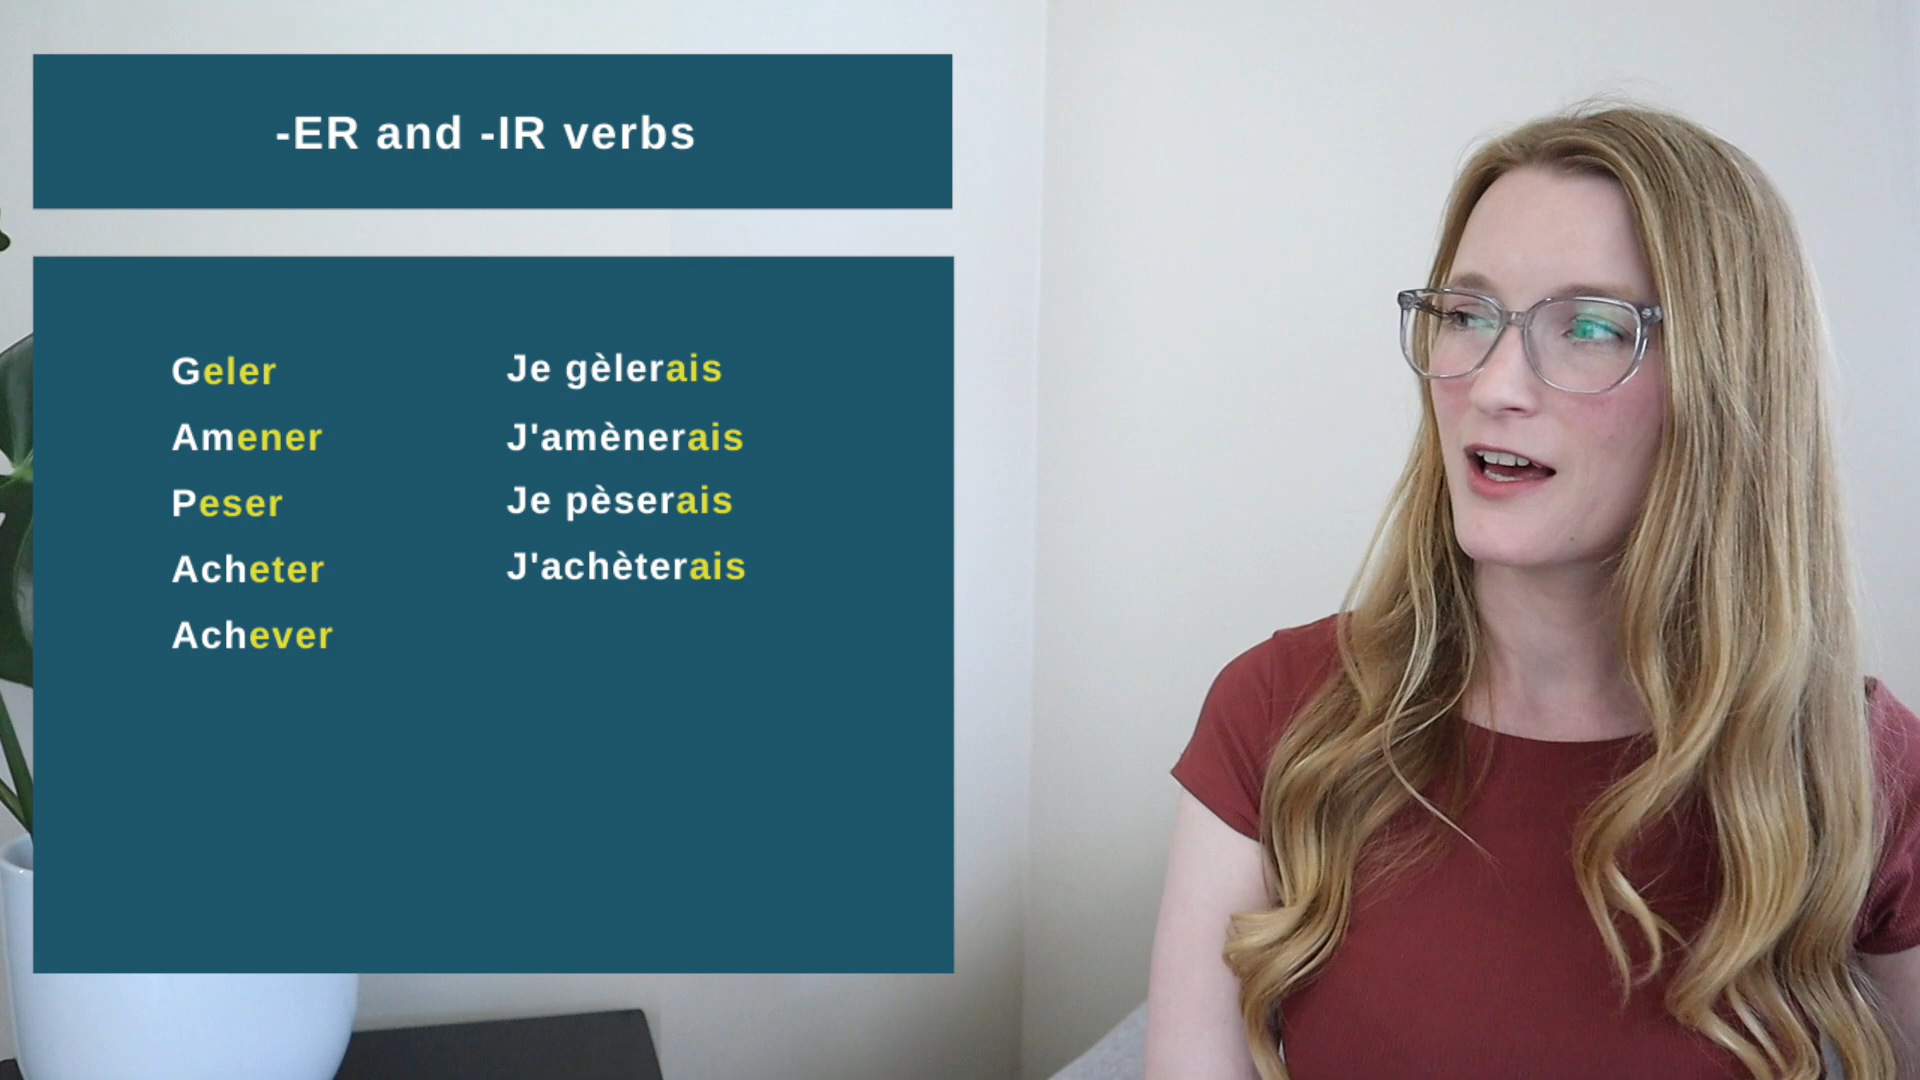 -ER and -IR verbs
Geler Je gèlerais
Amener J'amènerais
Peser Je pèserais
Acheter J'achèterais
Achever